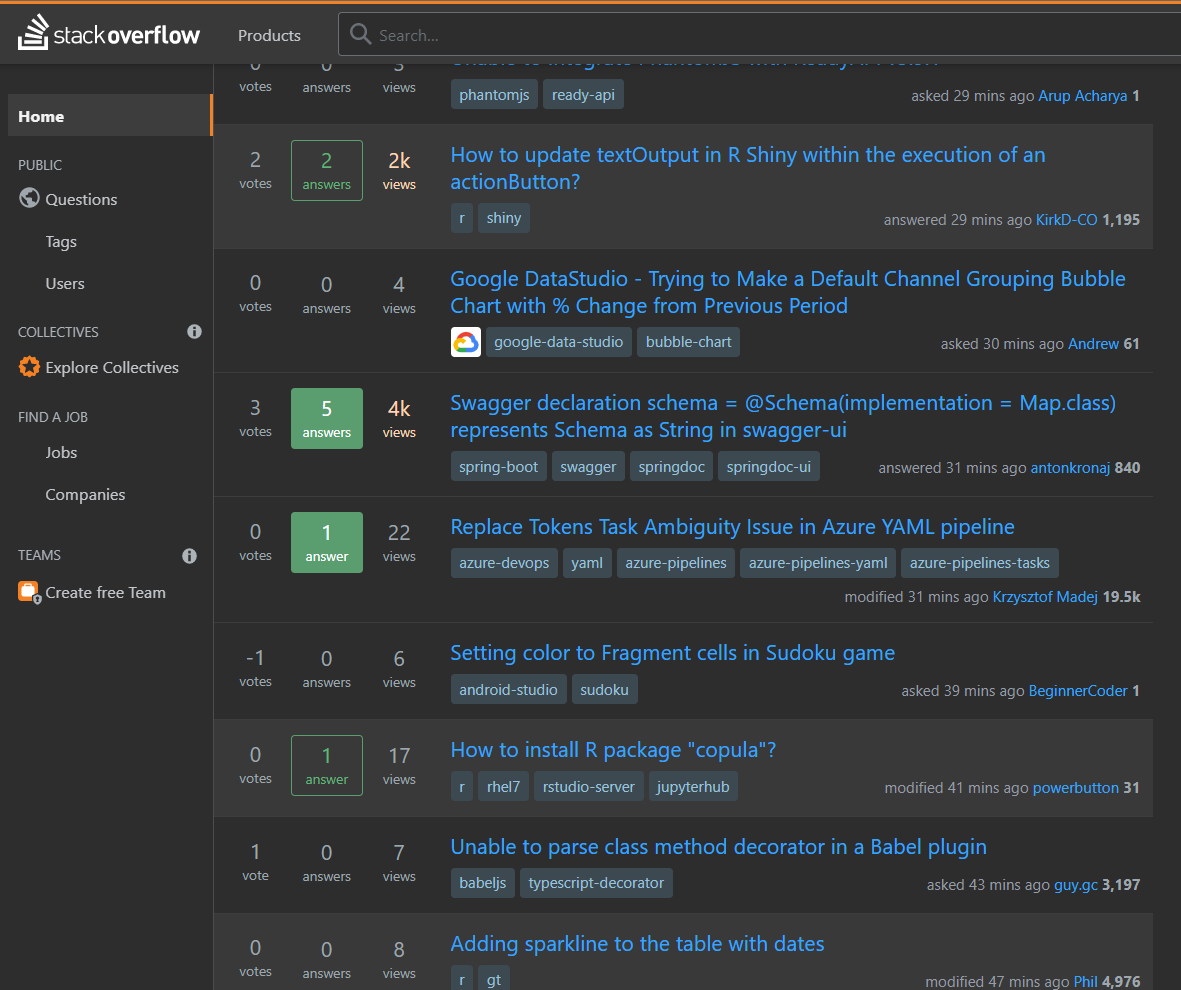 stackoverflow
Products
Search...
Home
PUBLIC
Questions
Tags
Users
COLLECTIVES
Explore Collectives
FIND A JOB
Jobs
Companies
TEAMS
Create free Team
0 0 3
votes answers views
phantomjs ready-api
asked 29 mins ago Arup Acharya 1
2 2 2k
votes answers views
How to update textOutput in R Shiny within the execution of an
actionButton?
r shiny
answered 29 mins ago KirkD-CO 1,195
0 0 4
votes answers views
Google DataStudio - Trying to Make a Default Channel Grouping Bubble
Chart with % Change from Previous Period
google-data-studio bubble-chart
asked 30 mins ago Andrew 61
3 5 4k
votes answers views
Swagger declaration schema = @Schema(implementation = Map.class)
represents Schema as String in swagger-ui
spring-boot swagger springdoc springdoc-ui
answered 31 mins ago antonkronaj 840
0 1 22
votes answer views
Replace Tokens Task Ambiguity Issue in Azure YAML pipeline
azure-devops yaml azure-pipelines azure-pipelines-yaml azure-pipelines-tasks
modified 31 mins ago Krzysztof Madej 19.5k
-1 0 6
votes answers views
Setting color to Fragment cells in Sudoku game
android-studio sudoku
asked 39 mins ago BeginnerCoder 1
0 1 17
votes answer views
How to install R package "copula"?
r rhel7 rstudio-server jupyterhub
modified 41 mins ago powerbutton 31
1 0 7
vote answers views
Unable to parse class method decorator in a Babel plugin
babeljs typescript-decorator
asked 43 mins ago guy.gc 3,197
0 0 8
votes answers views
Adding sparkline to the table with dates
r gt
modified 47 mins ago Phil 4,976